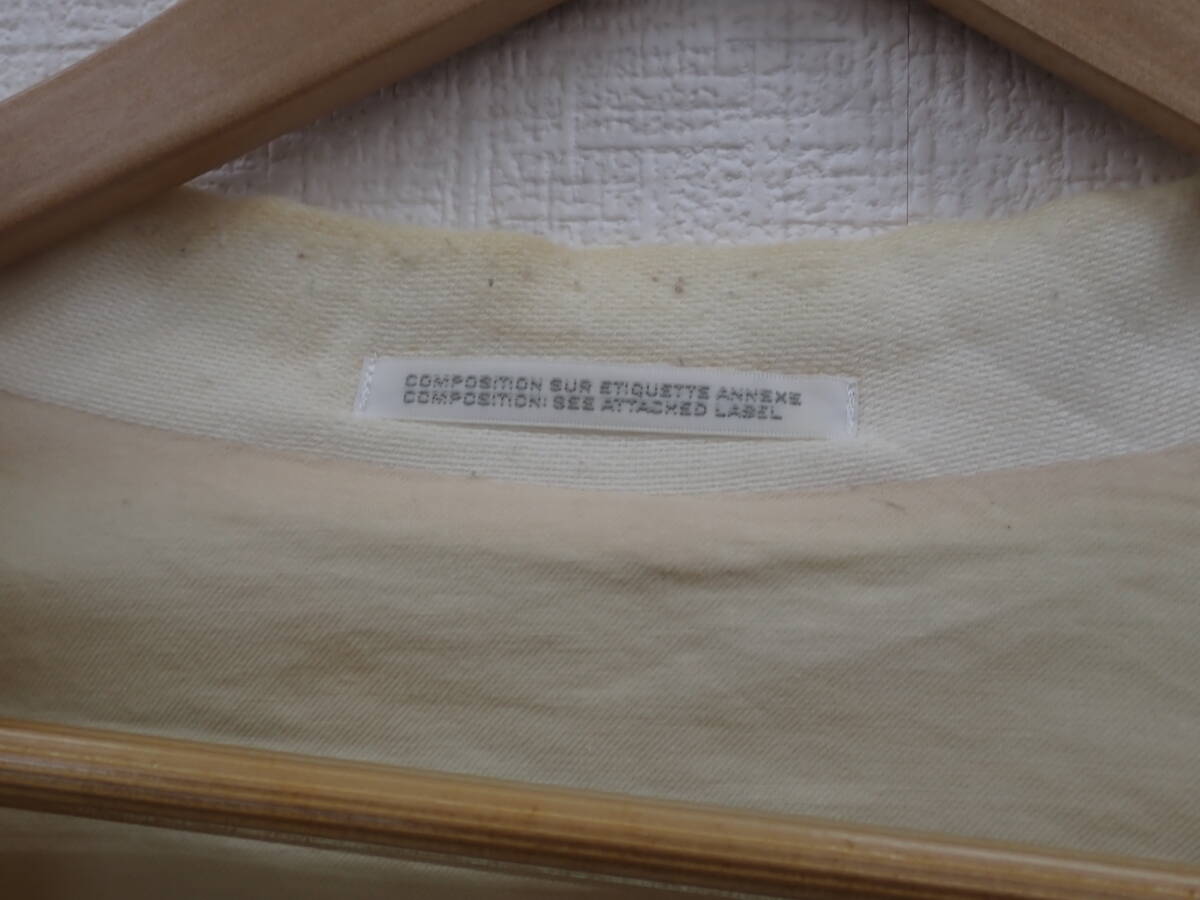 COMPOSITION SUR ETIQUETTE ANNEXE
COMPOSITION: SEE ATTACHED LABEL